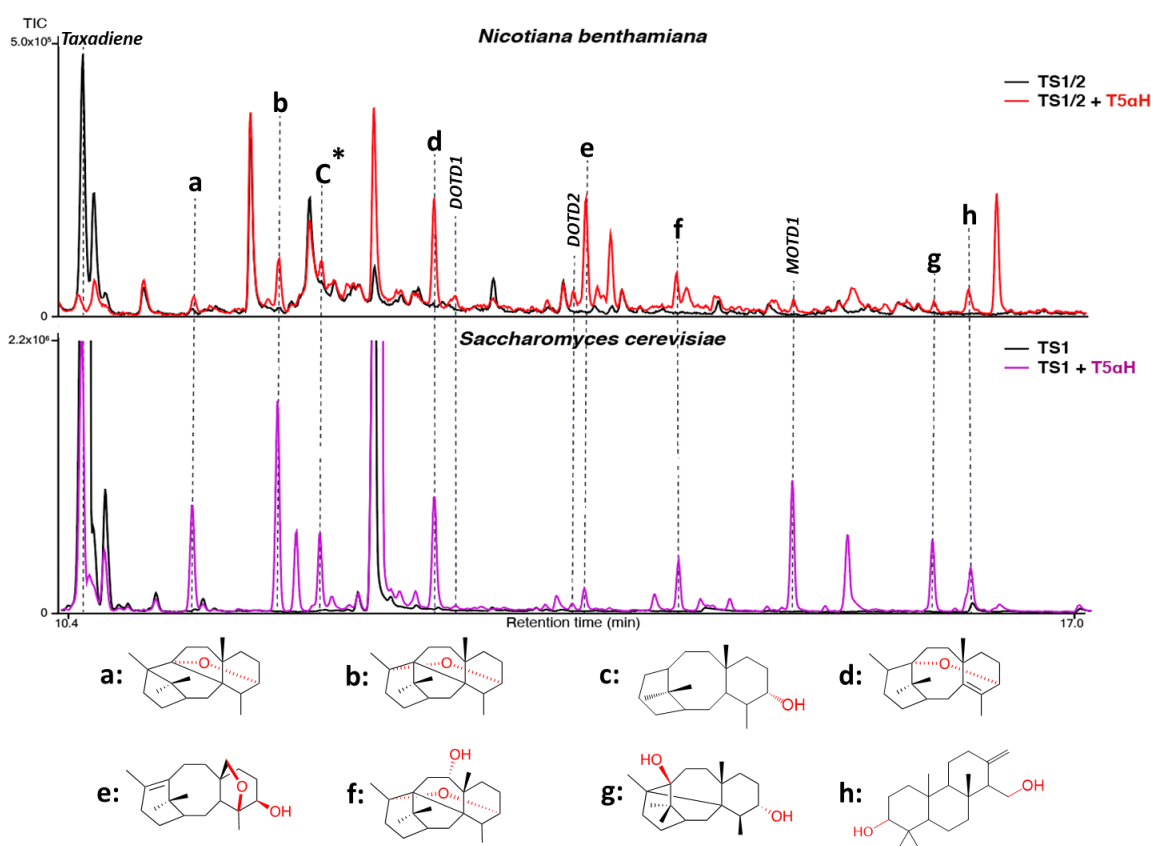 TIC
5.0x10⁵
Taxadiene
Nicotiana benthamiana
TS1/2
TS1/2 + T5αH
a
b
C*
d
DOTD1
DOTD2
e
f
MOTD1
g
h
0
2.2x10⁶
Saccharomyces cerevisiae
TS1
TS1 + T5αH
0
10.4
Retention time (min)
17.0
a:
O
b:
O
c:
OH
d:
O
e:
O
OH
f:
OH
O
g:
HO
OH
h:
OH
HO